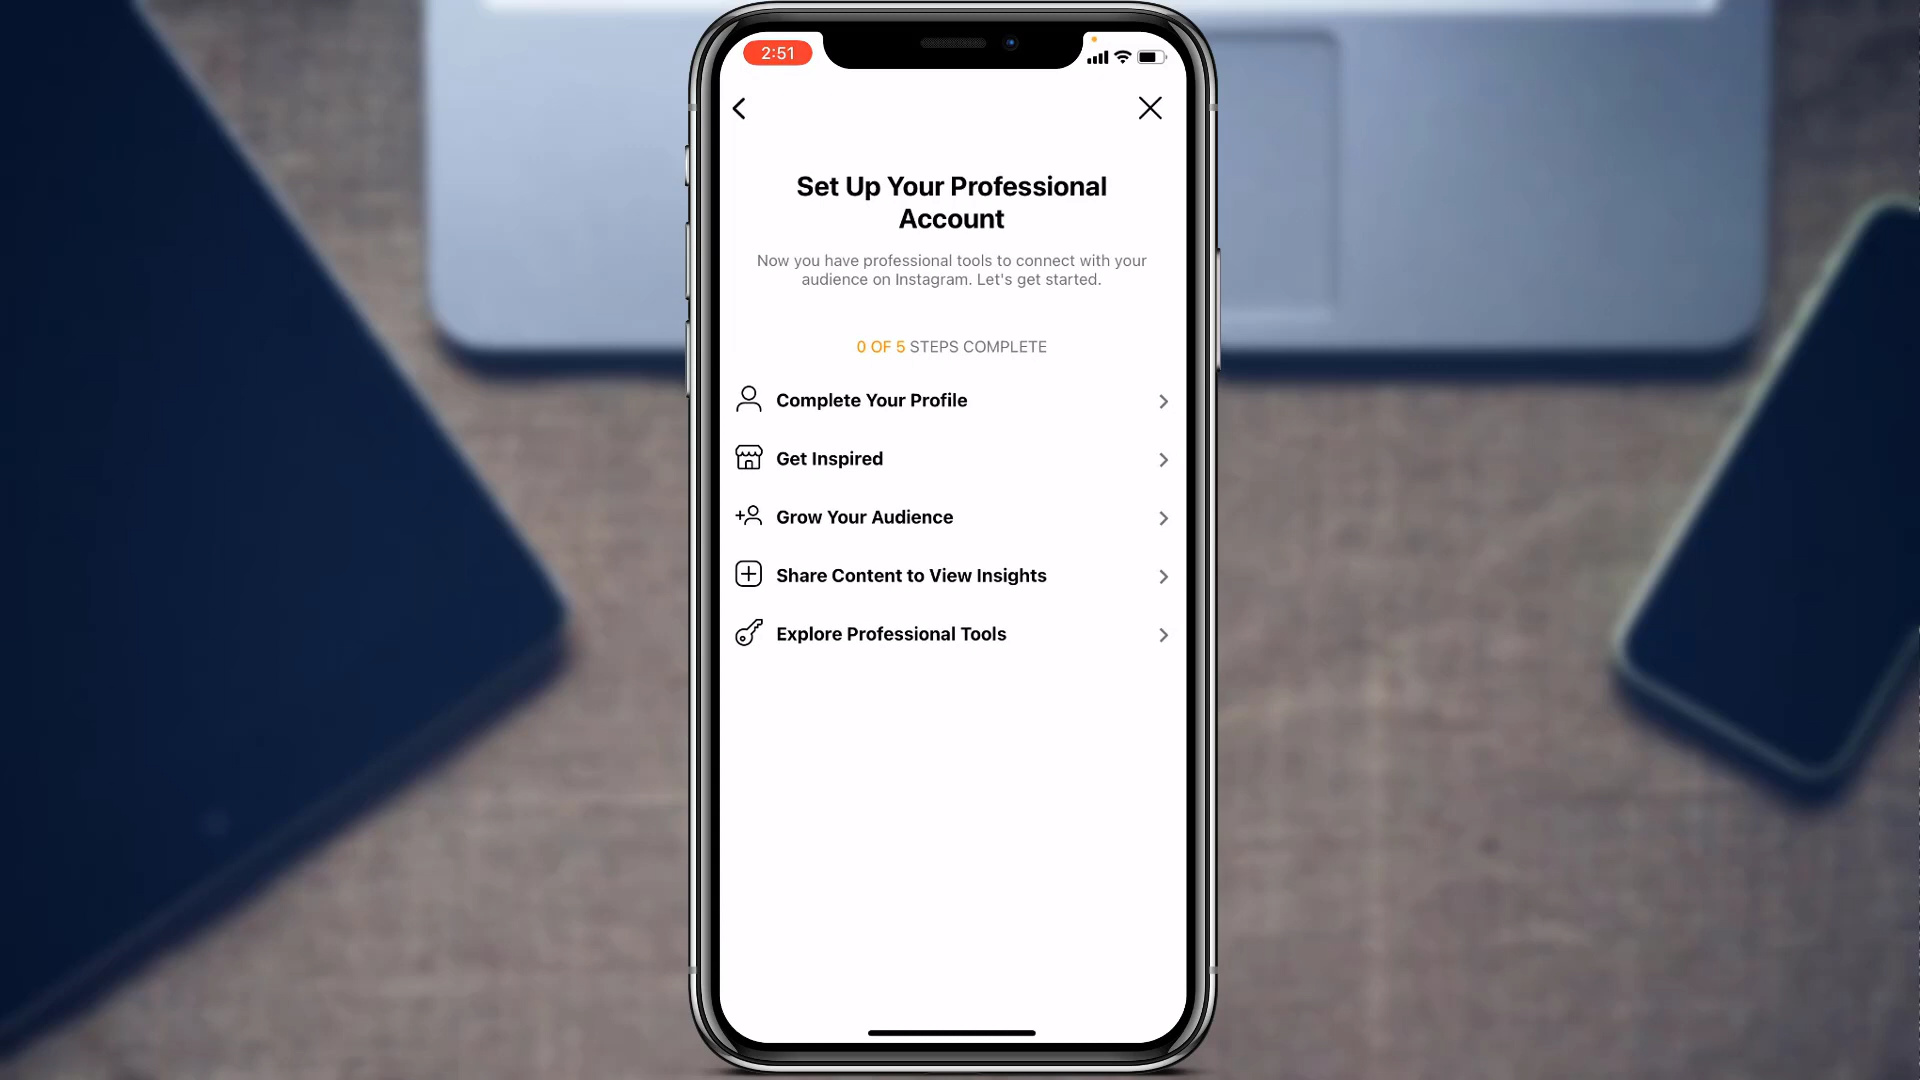 2:51
Set Up Your Professional
Account
Now you have professional tools to connect with your
audience on Instagram. Let's get started.
0 OF 5 STEPS COMPLETE
Complete Your Profile
Get Inspired
Grow Your Audience
Share Content to View Insights
Explore Professional Tools